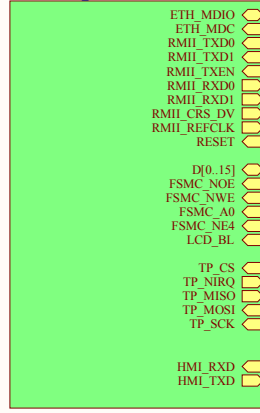 ETH_MDIO
ETH_MDC
RMII_TXD0
RMII_TXD1
RMII_TXEN
RMII_RXD0
RMII_RXD1
RMII_CRS_DV
RMII_REFCLK
RESET
D[0..15]
FSMC_NOE
FSMC_NWE
FSMC_A0
FSMC_NE4
LCD_BL
TP_CS
TP_NIRQ
TP_MISO
TP_MOSI
TP_SCK
HMI_RXD
HMI_TXD